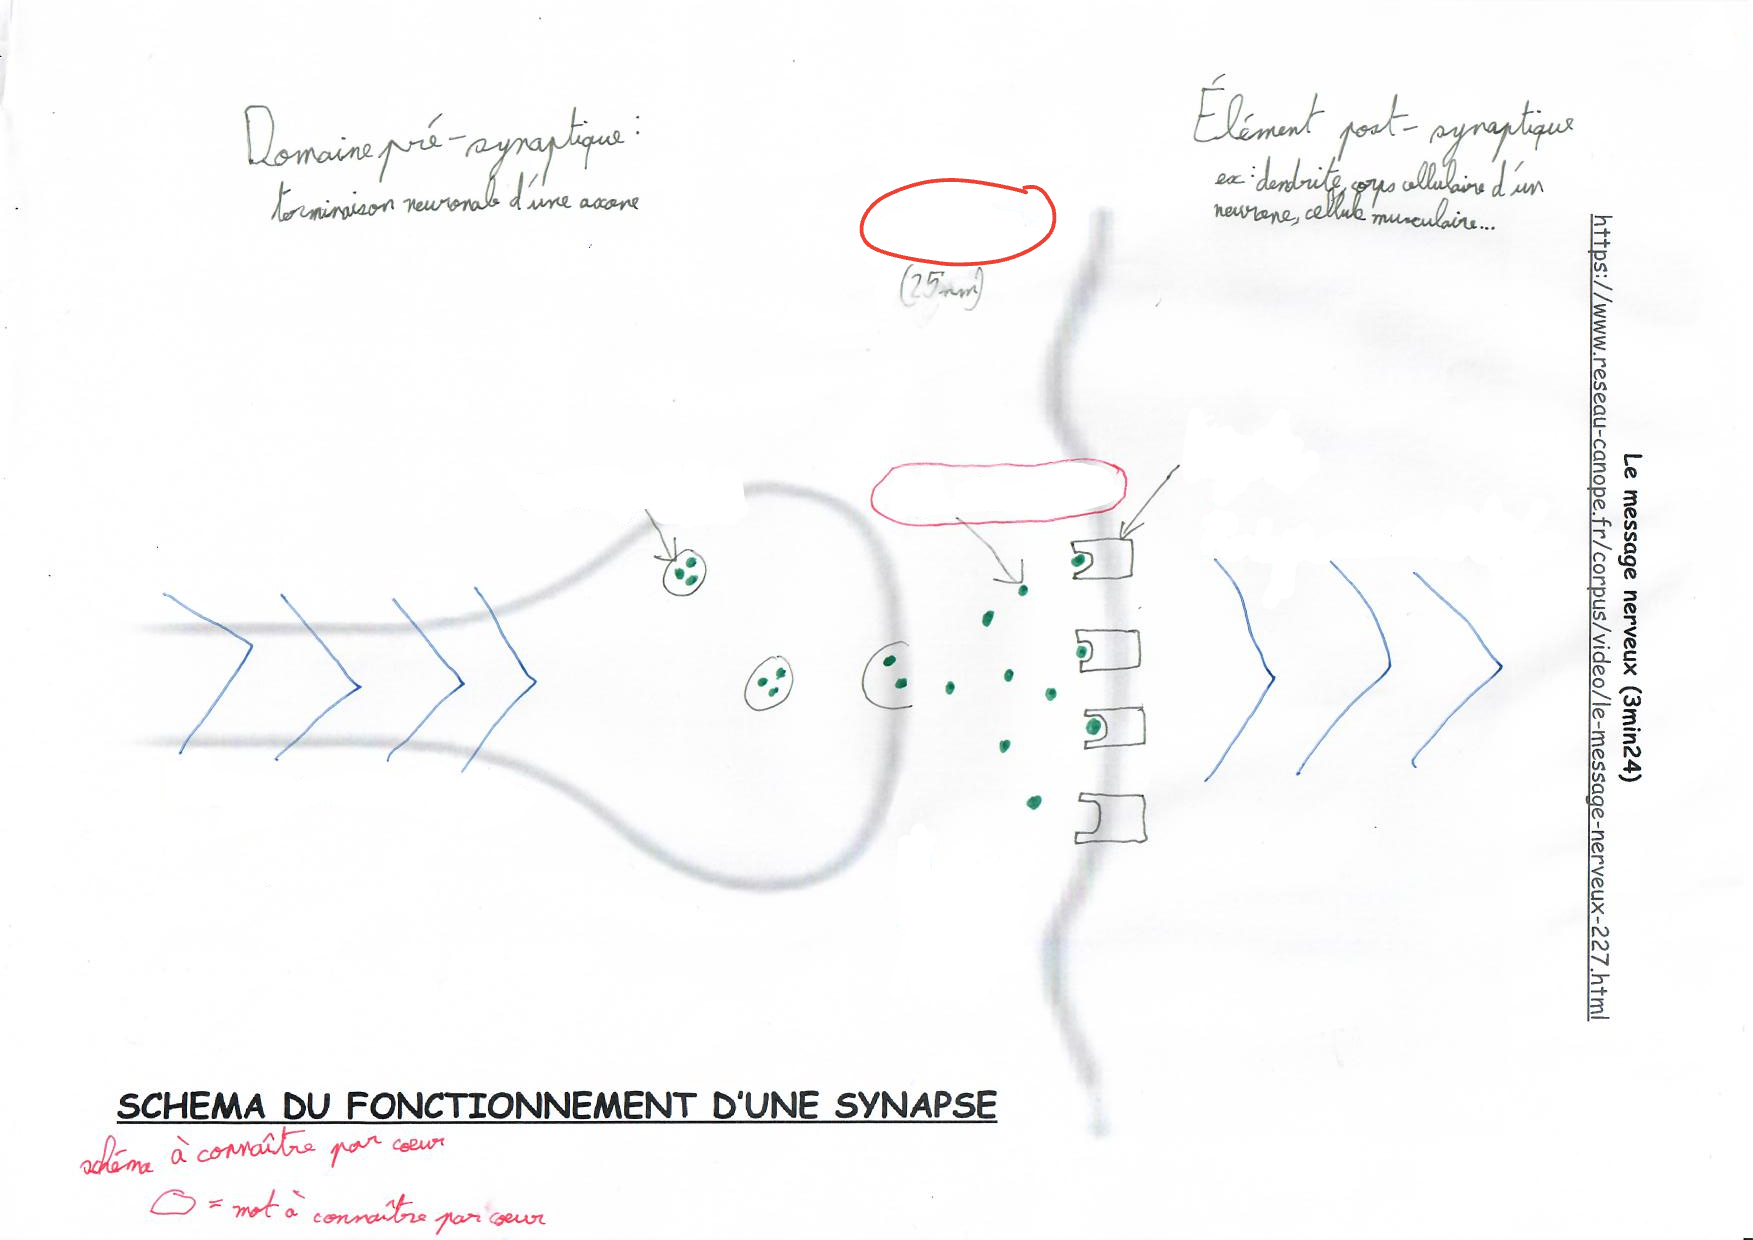 Domaine pré-synaptique :
terminaison neuronale d'une axone
Élément post-synaptique
ex : dendrite, corps cellulaire d'un
neurone, cellule musculaire...
(25nm)
Le message nerveux (3min24)
https://www.reseau-canope.fr/corpus/video/le-message-nerveux-227.html
SCHEMA DU FONCTIONNEMENT D'UNE SYNAPSE
schéma à connaître par coeur
= mot à connaître par coeur